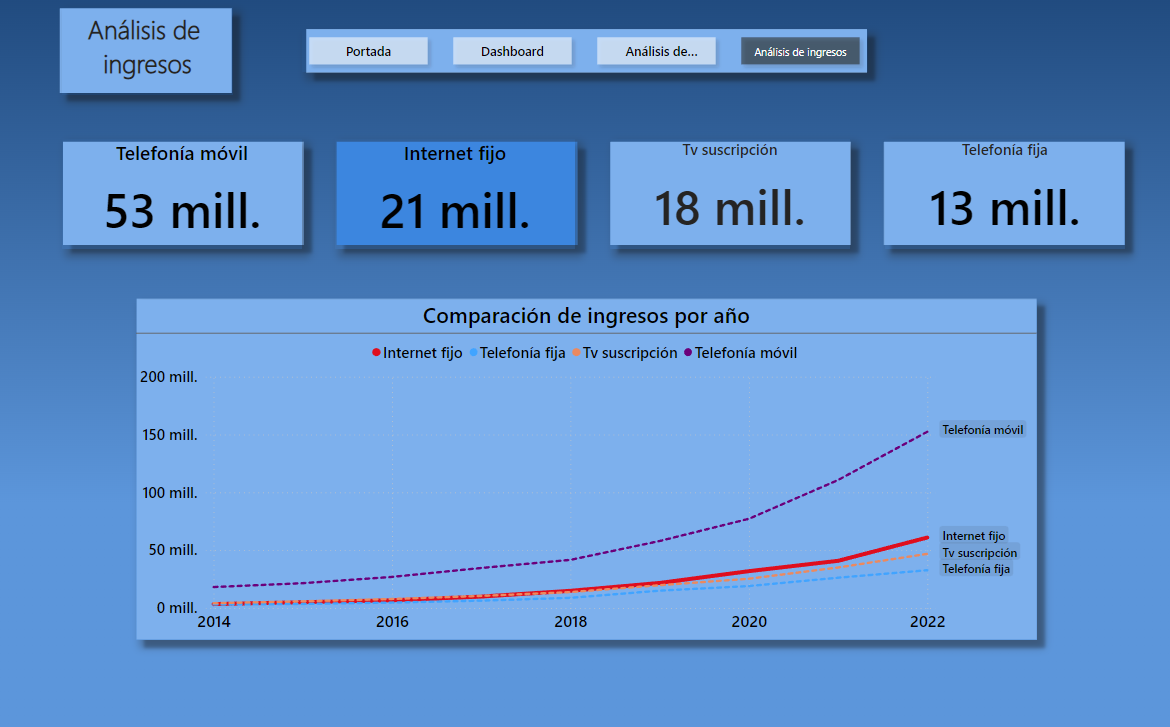 Análisis de
ingresos
Portada
Dashboard
Análisis de...
Análisis de ingresos
Telefonía móvil
53 mill.
Internet fijo
21 mill.
Tv suscripción
18 mill.
Telefonía fija
13 mill.
Comparación de ingresos por año
Internet fijo Telefonía fija Tv suscripción Telefonía móvil
200 mill.
150 mill.
100 mill.
50 mill.
0 mill.
Telefonía móvil
Internet fijo
Tv suscripción
Telefonía fija
2014 2016 2018 2020 2022